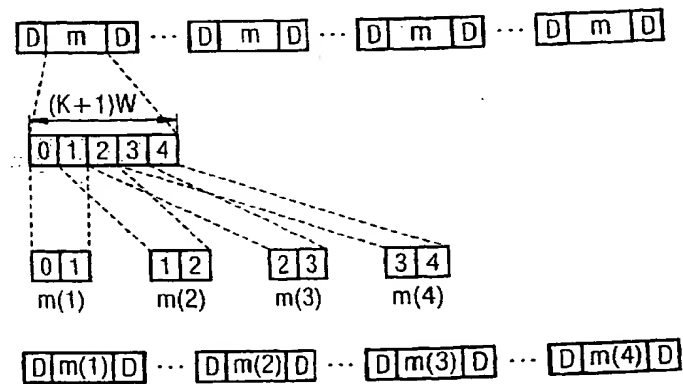 D m D ··· D m D ··· D m D ··· D m D
(K+1)W
0 1 2 3 4
0 1 1 2 2 3 3 4
m(1) m(2) m(3) m(4)
D m(1) D ··· D m(2) D ··· D m(3) D ··· D m(4) D